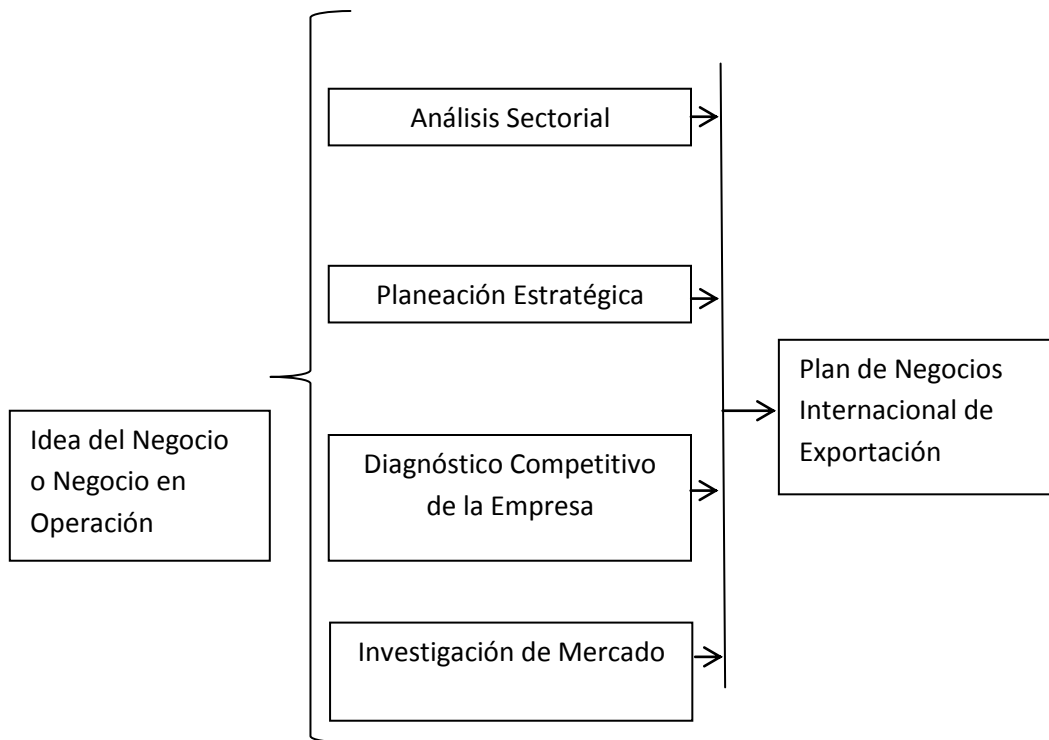 Idea del Negocio
o Negocio en
Operación
Análisis Sectorial
Planeación Estratégica
Diagnóstico Competitivo
de la Empresa
Investigación de Mercado
Plan de Negocios
Internacional de
Exportación